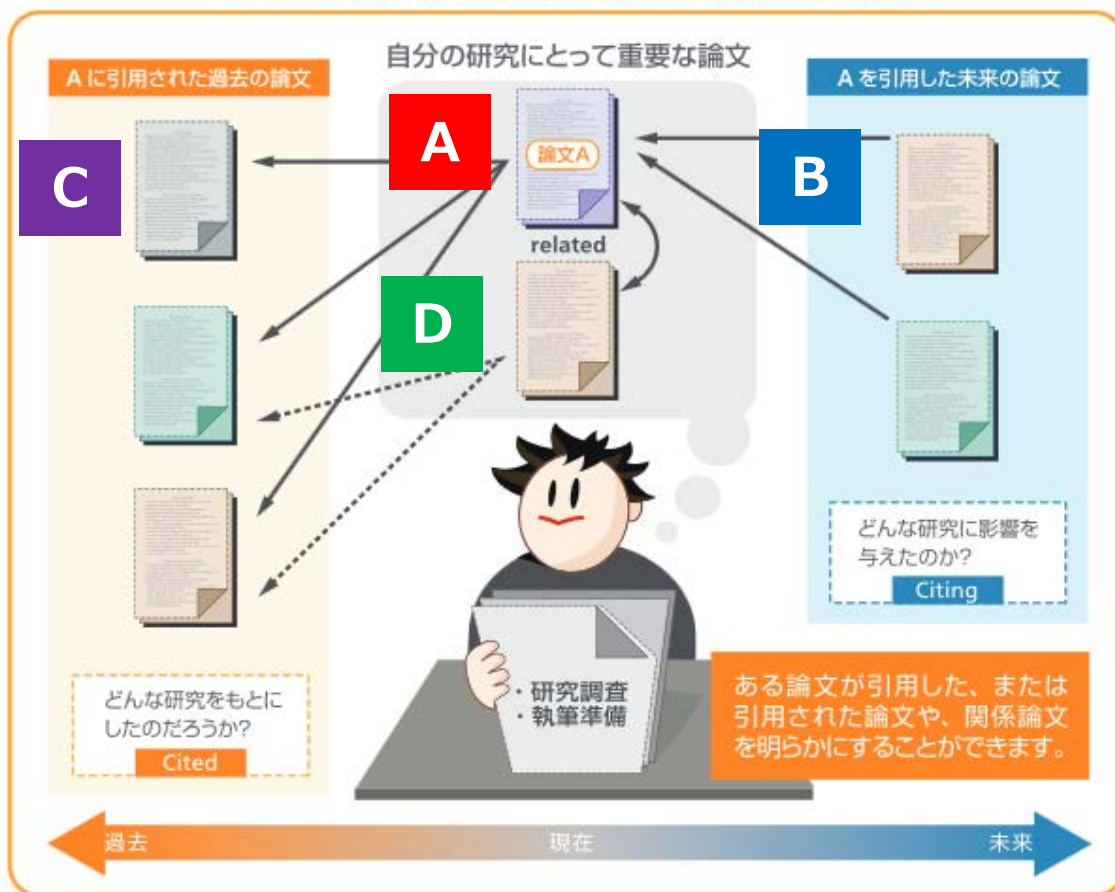 自分の研究にとって重要な論文
Aに引用された過去の論文
Aを引用した未来の論文
C
A
論文A
B
related
D
どんな研究に影響を
与えたのか?
Citing
・研究調査
・執筆準備
どんな研究をもとに
したのだろうか?
Cited
ある論文が引用した、または
引用された論文や、関係論文
を明らかにすることができます。
過去
現在
未来